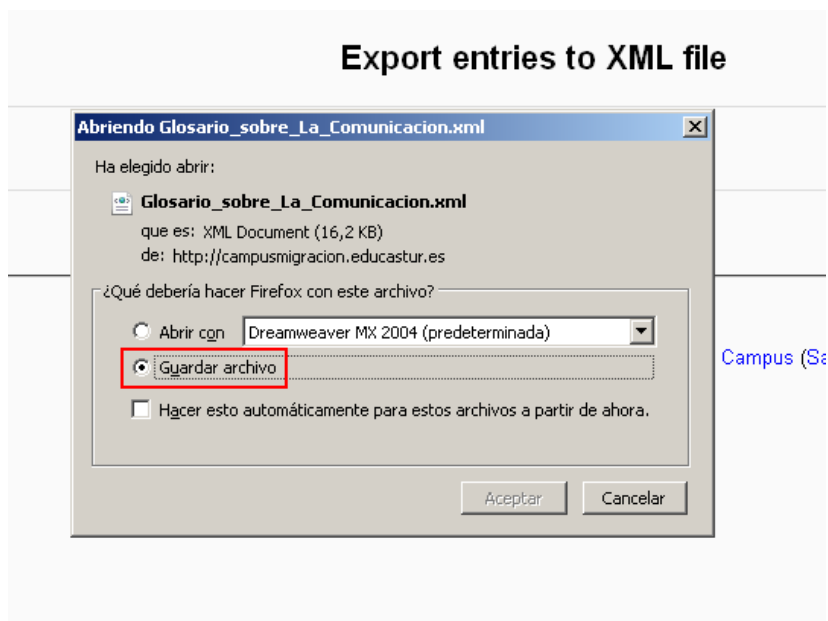 Export entries to XML file
Abriendo Glosario_sobre_La_Comunicacion.xml
Ha elegido abrir:
Glosario_sobre_La_Comunicacion.xml
que es: XML Document (16,2 KB)
de: http://campusmigracion.educastur.es
¿Qué debería hacer Firefox con este archivo?
Abrir con Dreamweaver MX 2004 (predeterminada)
Guardar archivo
Campus (Sa
Hacer esto automáticamente para estos archivos a partir de ahora.
Aceptar Cancelar